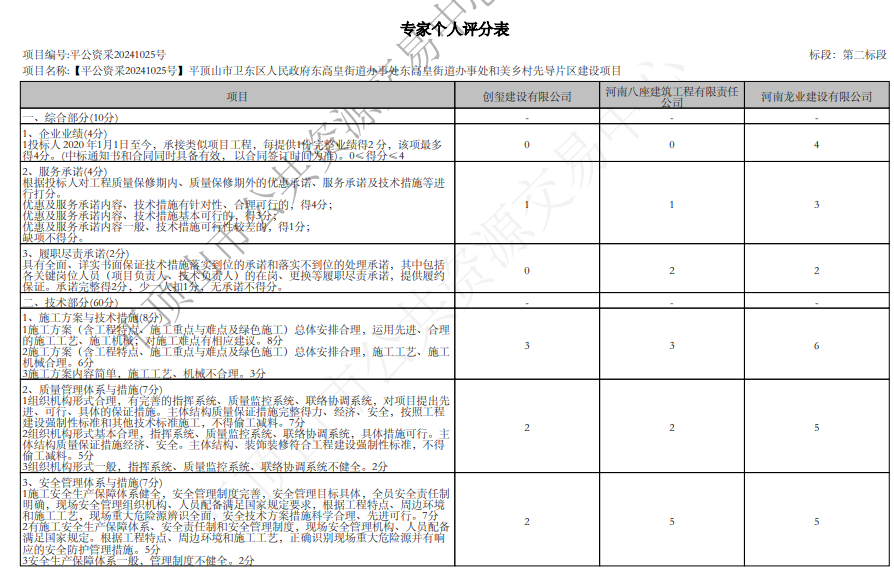 专家个人评分表
项目编号:平公资采20241025号
标段：第二标段
项目名称:【平公资采20241025号】平顶山市卫东区人民政府东高皇街道办事处东高皇街道办事处和美乡村先导片区建设项目
项目
创玺建设有限公司
河南八座建筑工程有限责任
公司
河南龙业建设有限公司
一、综合部分(10分)
-
-
-
1、企业业绩(4分)
1投标人 2020 年1月1日至今，承接类似项目工程，每提供1份完整业绩得2 分，该项最多
得4分。(中标通知书和合同同时具备有效，以合同签订时间为准)。0≤得分≤4
0
0
4
2、服务承诺(4分)
根据投标人对工程质量保修期内、质量保修期外的优惠承诺、服务承诺及技术措施等进
行打分。
优惠及服务承诺内容、技术措施有针对性、合理可行的，得4分；
优惠及服务承诺内容、技术措施基本可行的，得3分；
优惠及服务承诺内容一般、技术措施可行性较差的，得1分；
缺项不得分。
1
1
3
3、履职尽责承诺(2分)
具有全面、详实书面保证技术措施落实到位的承诺和落实不到位的处理承诺，其中包括
各关键岗位人员（项目负责人、技术负责人）的在岗、更换等履职尽责承诺，提供履约
保证。承诺完整得2分，少一人扣1分，无承诺不得分。
0
2
2
二、技术部分(60分)
-
-
-
1、施工方案与技术措施(8分)
1施工方案（含工程特点、施工重点与难点及绿色施工）总体安排合理，运用先进、合理
的施工工艺、施工机械；对施工难点有相应建议。8分
2施工方案（含工程特点、施工重点与难点及绿色施工）总体安排合理，施工工艺、施工
机械合理。6分
3施工方案内容简单，施工工艺、机械不合理。3分
3
3
6
2、质量管理体系与措施(7分)
1组织机构形式合理，有完善的指挥系统、质量监控系统、联络协调系统，对项目提出先
进、可行、具体的保证措施。主体结构质量保证措施完整得力、经济、安全，按照工程
建设强制性标准和其他技术标准施工，不得偷工减料。7分
2组织机构形式基本合理，指挥系统、质量监控系统、联络协调系统，具体措施可行。主
体结构质量保证措施经济、安全。主体结构、装饰装修符合工程建设强制性标准，不得
偷工减料。5分
3组织机构形式一般，指挥系统、质量监控系统、联络协调系统不健全。2分
2
2
5
3、安全管理体系与措施(7分)
1施工安全生产保障体系健全，安全管理制度完善，安全管理目标具体，全员安全责任制
明确，现场安全管理组织机构、人员配备满足国家规定要求，根据工程特点、周边环境
和施工工艺，现场重大危险源辨识全面，安全技术方案措施科学合理、先进可行。7分
2有施工安全生产保障体系、安全责任制和安全管理制度，现场安全管理机构、人员配备
满足国家规定。根据工程特点、周边环境和施工工艺，正确识别现场重大危险源并有响
应的安全防护管理措施。5分
3安全生产保障体系一般，管理制度不健全。2分
2
5
5
平顶山市公共资源交易中心